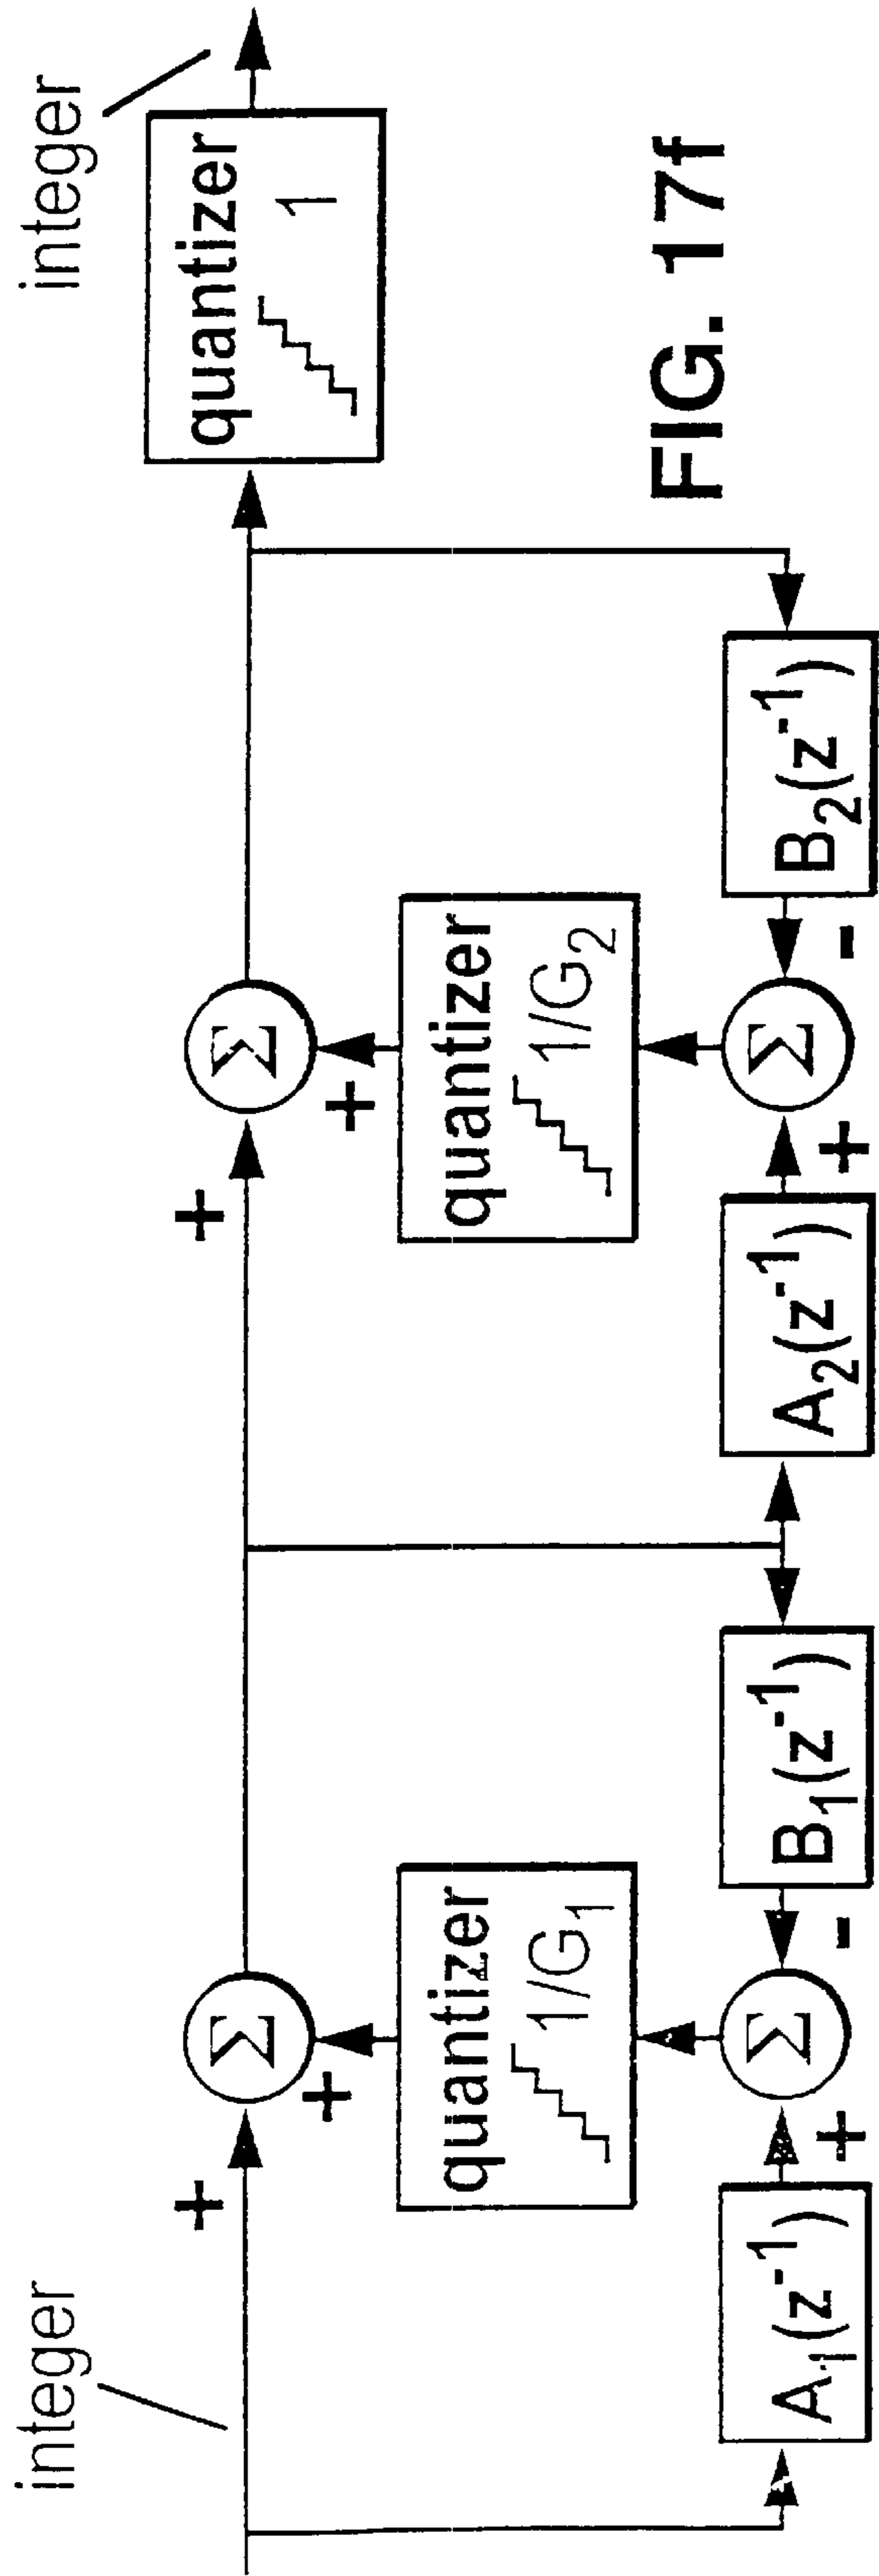 integer
integer
+
Σ
+
+
Σ
+
quantizer
1
quantizer
1/G₁
quantizer
1/G₂
A₁(z⁻¹)
+
Σ
-
B₁(z⁻¹)
A₂(z⁻¹)
+
Σ
-
B₂(z⁻¹)
FIG. 17f